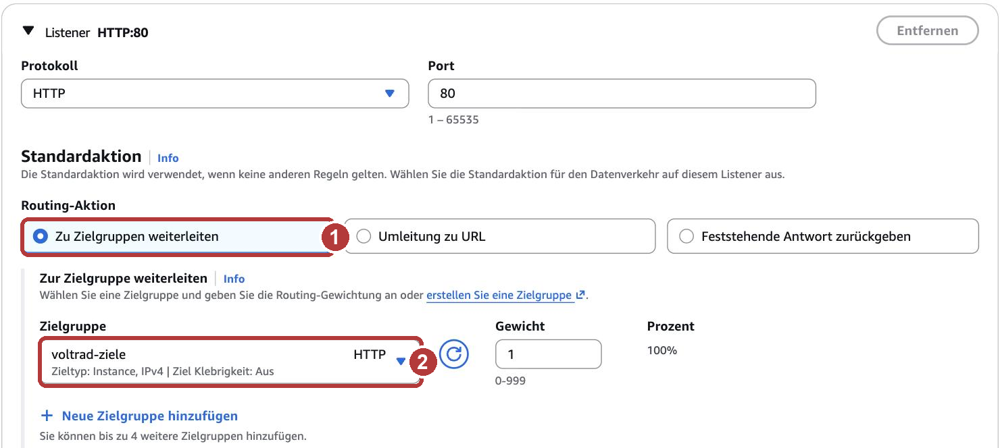 Listener HTTP:80
Entfernen
Protokoll
Port
HTTP
80
1 – 65535
Standardaktion
Info
Die Standardaktion wird verwendet, wenn keine anderen Regeln gelten. Wählen Sie die Standardaktion für den Datenverkehr auf diesem Listener aus.
Routing-Aktion
Zu Zielgruppen weiterleiten
1
Umleitung zu URL
Feststehende Antwort zurückgeben
Zur Zielgruppe weiterleiten
Info
Wählen Sie eine Zielgruppe und geben Sie die Routing-Gewichtung an oder erstellen Sie eine Zielgruppe.
Zielgruppe
Gewicht
Prozent
voltrad-ziele
HTTP
Zieltyp: Instance, IPv4 | Ziel Klebrigkeit: Aus
2
1
100%
0-999
+ Neue Zielgruppe hinzufügen
Sie können bis zu 4 weitere Zielgruppen hinzufügen.